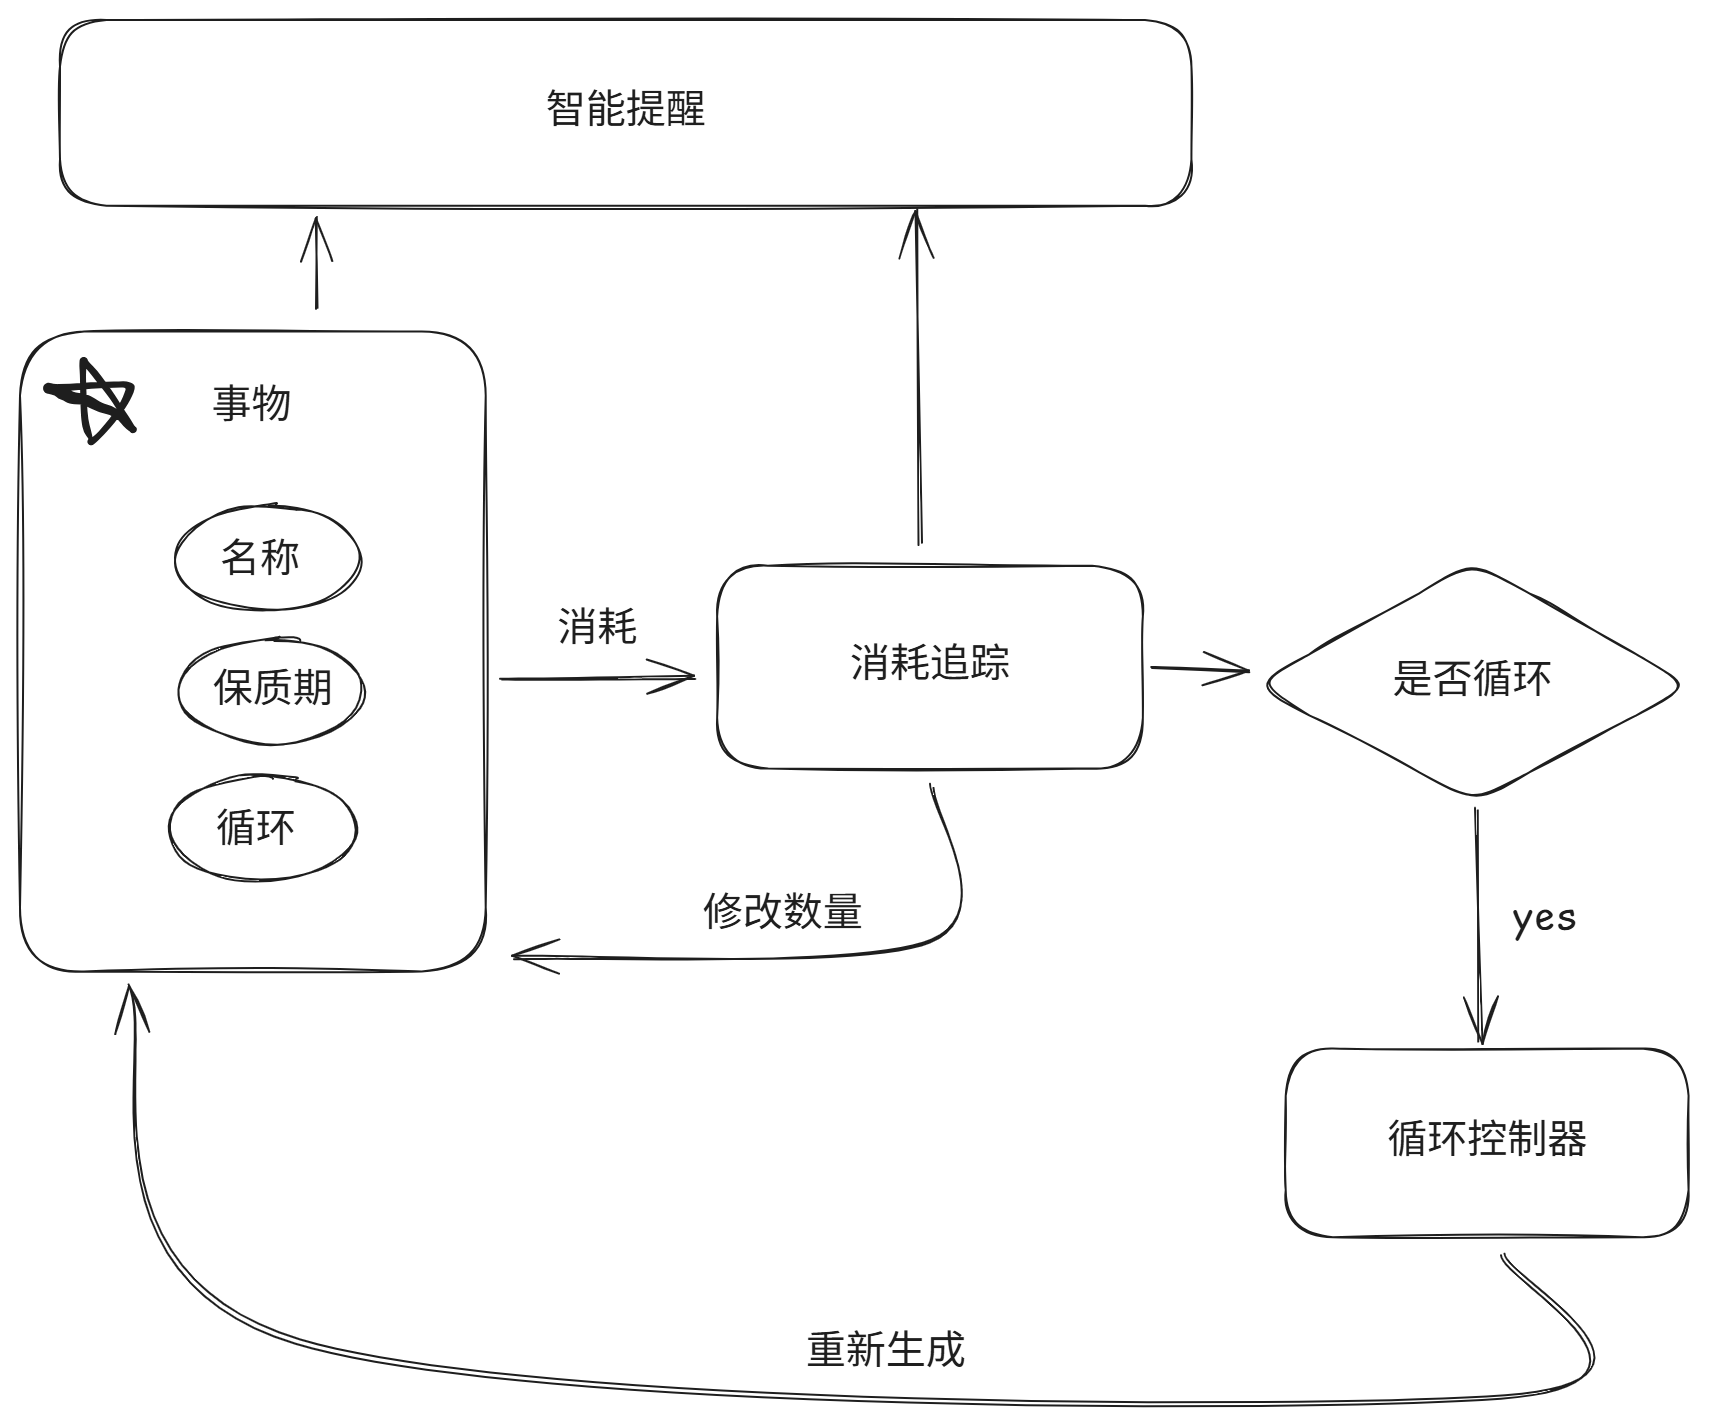 智能提醒
事物
名称
保质期
循环
消耗
消耗追踪
是否循环
修改数量
yes
循环控制器
重新生成